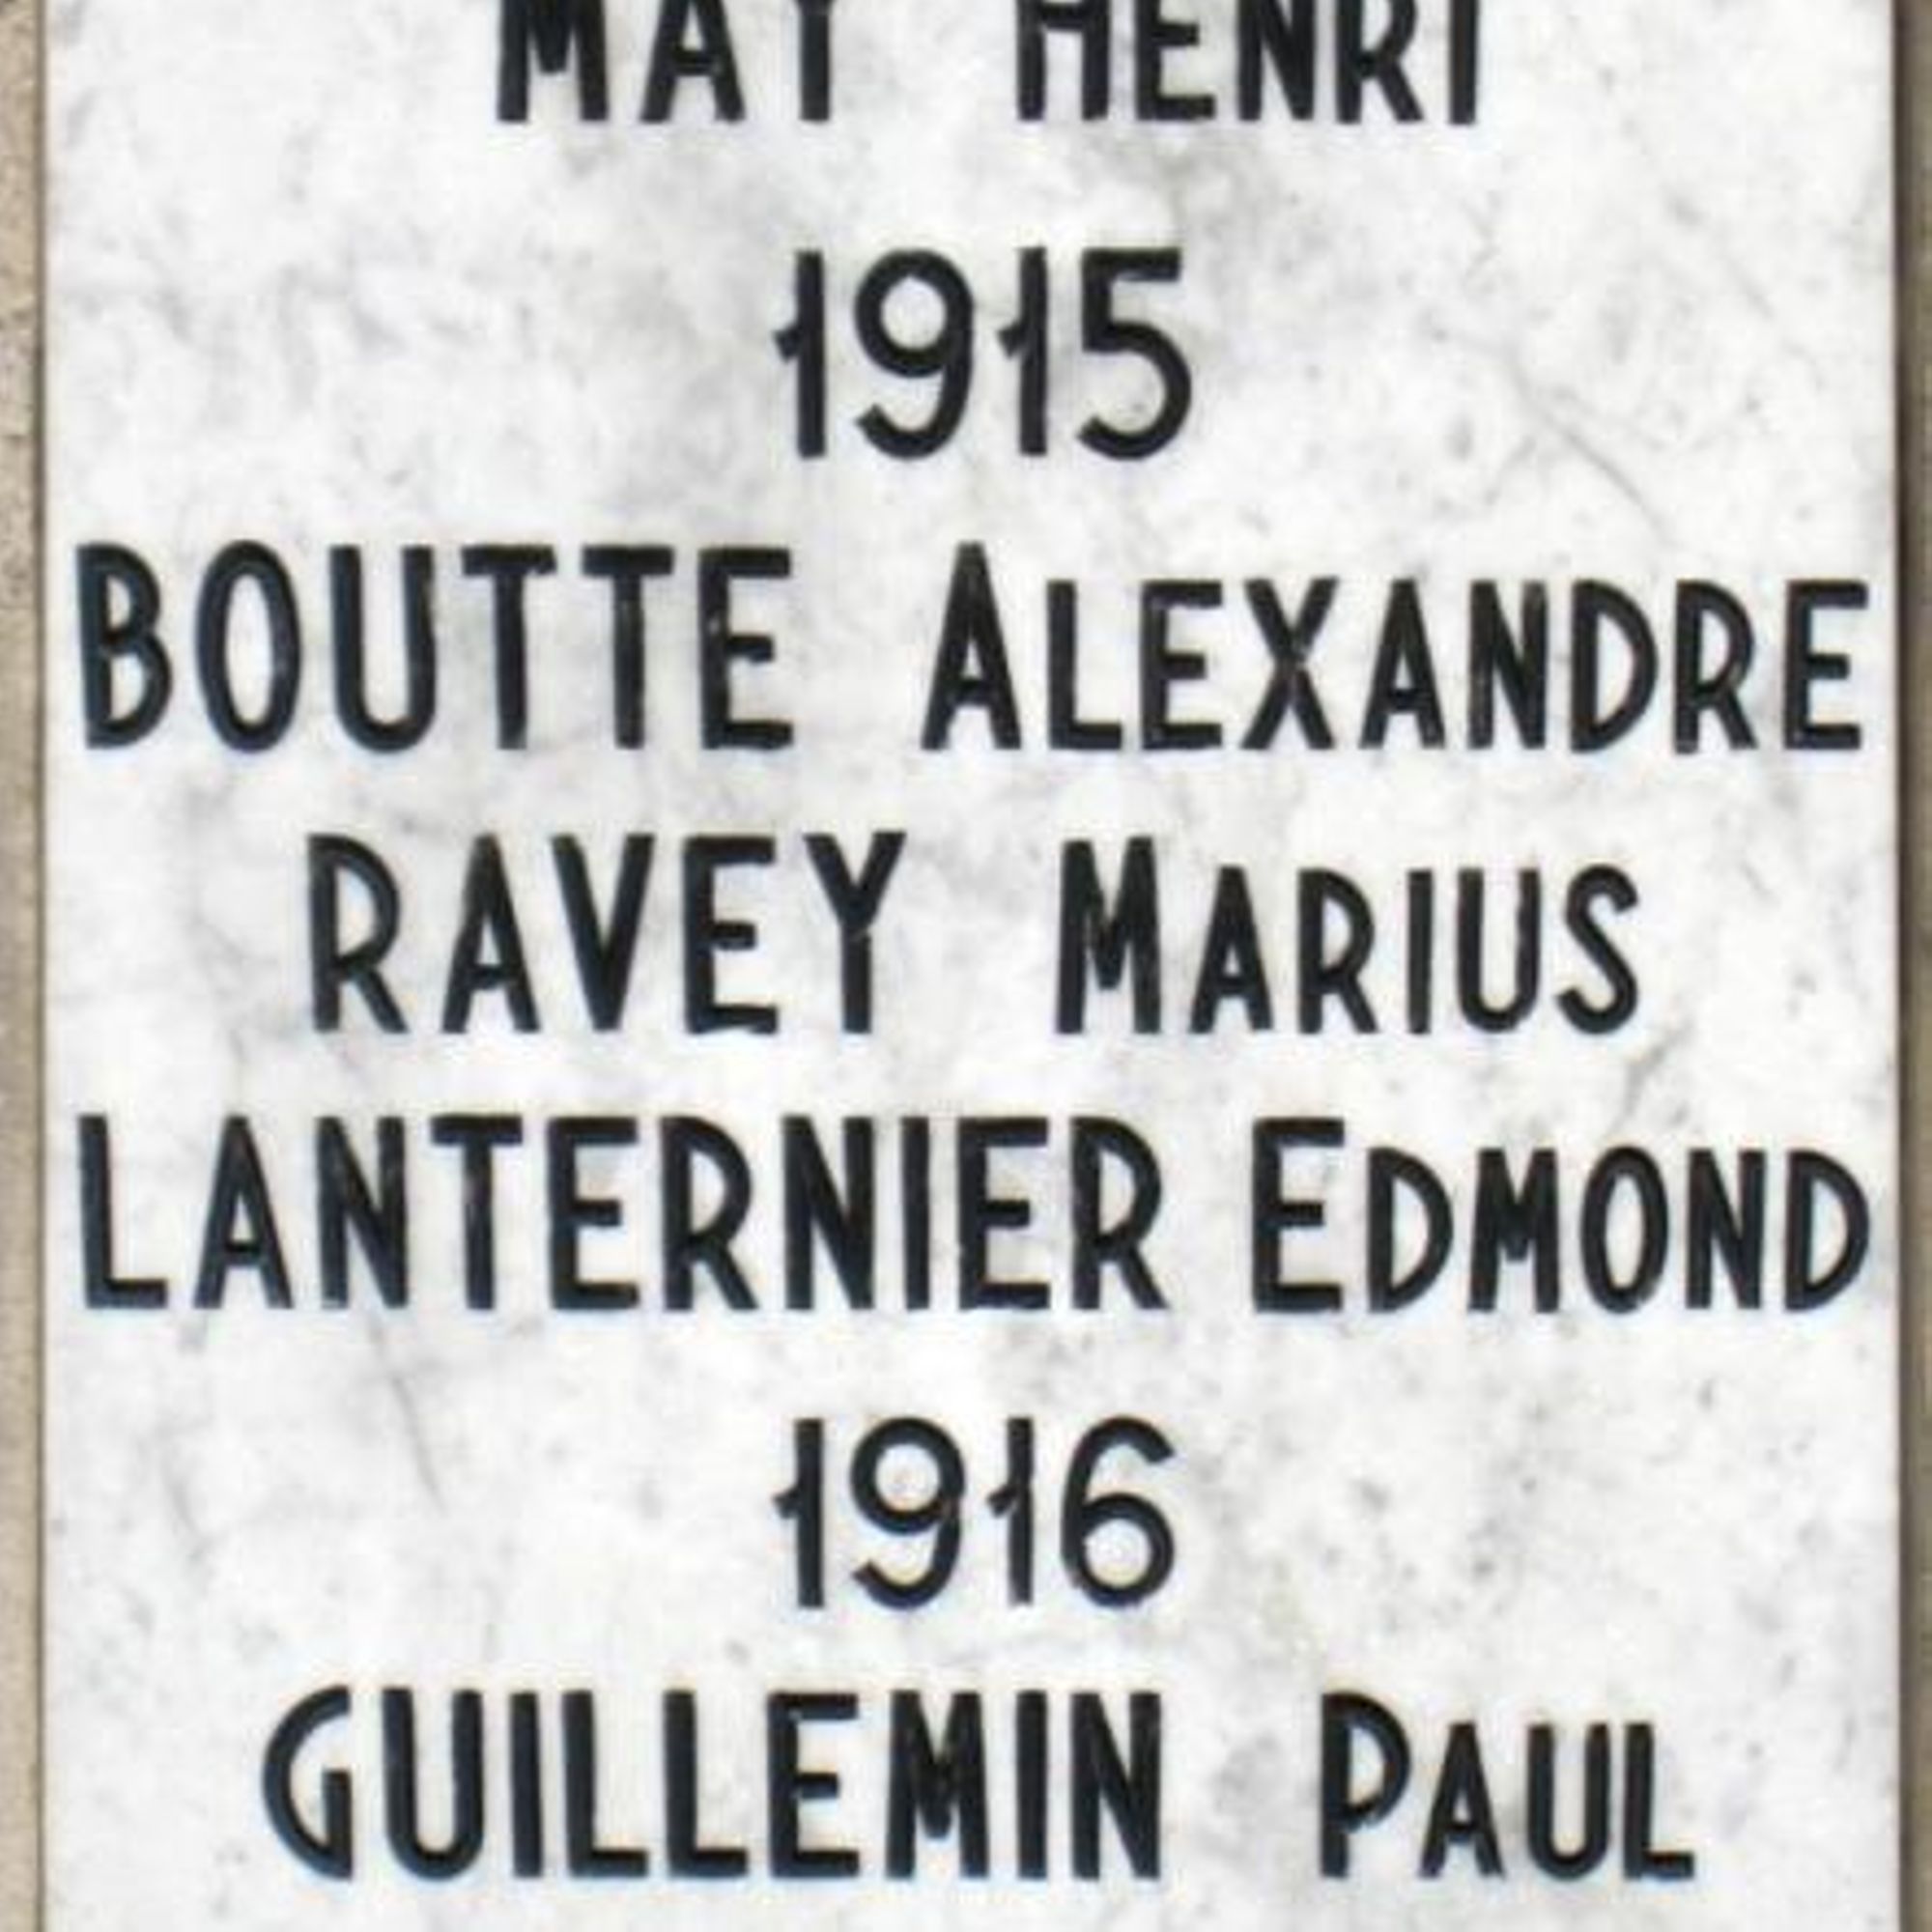 MAY HENRI
1915
BOUTTE ALEXANDRE
RAVEY MARIUS
LANTERNIER EDMOND
1916
GUILLEMIN PAUL